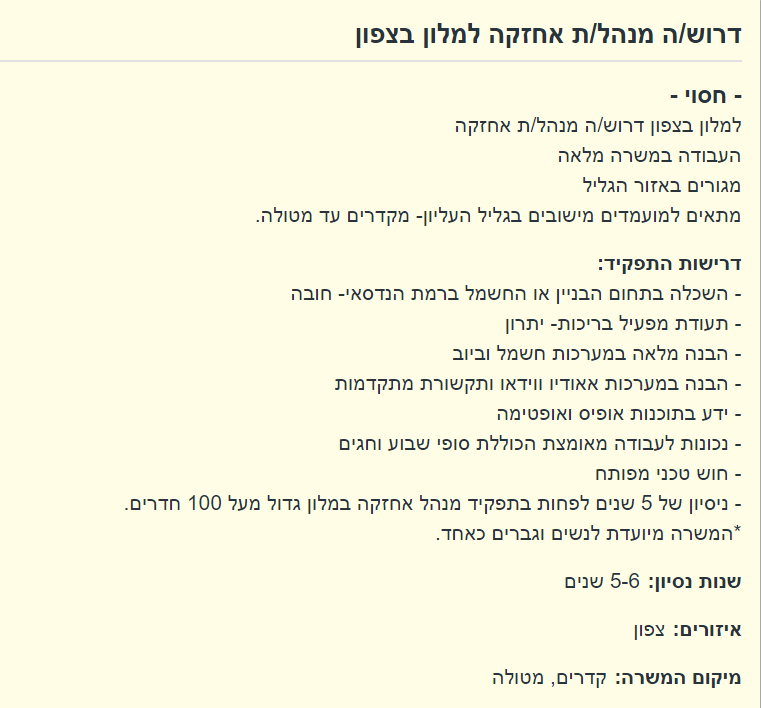 דרוש/ה מנהל/ת אחזקה למלון בצפון
- חסוי -
למלון בצפון דרוש/ה מנהל/ת אחזקה
העבודה במשרה מלאה
מגורים באזור הגליל
מתאים למועמדים מישובים בגליל העליון- מקדרים עד מטולה.
דרישות התפקיד:
- השכלה בתחום הבניין או החשמל ברמת הנדסאי- חובה
- תעודת מפעיל בריכות- יתרון
- הבנה מלאה במערכות חשמל וביוב
- הבנה במערכות אאודיו ווידאו ותקשורת מתקדמות
- ידע בתוכנות אופיס ואופטימה
- נכונות לעבודה מאומצת הכוללת סופי שבוע וחגים
- חוש טכני מפותח
- ניסיון של 5 שנים לפחות בתפקיד מנהל אחזקה במלון גדול מעל 100 חדרים.
*המשרה מיועדת לנשים וגברים כאחד.
שנות נסיון: 5-6 שנים
איזורים: צפון
מיקום המשרה: קדרים, מטולה